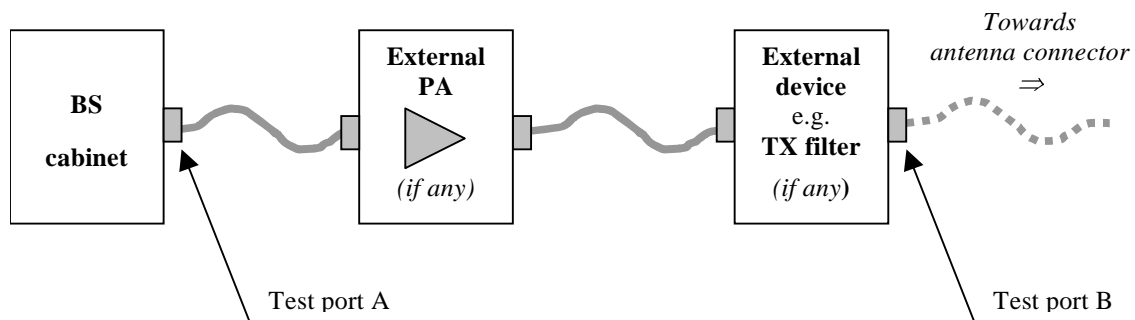 BS
cabinet
External
PA
(if any)
External
device
e.g.
TX filter
(if any)
Towards
antenna connector
⇒
Test port A
Test port B